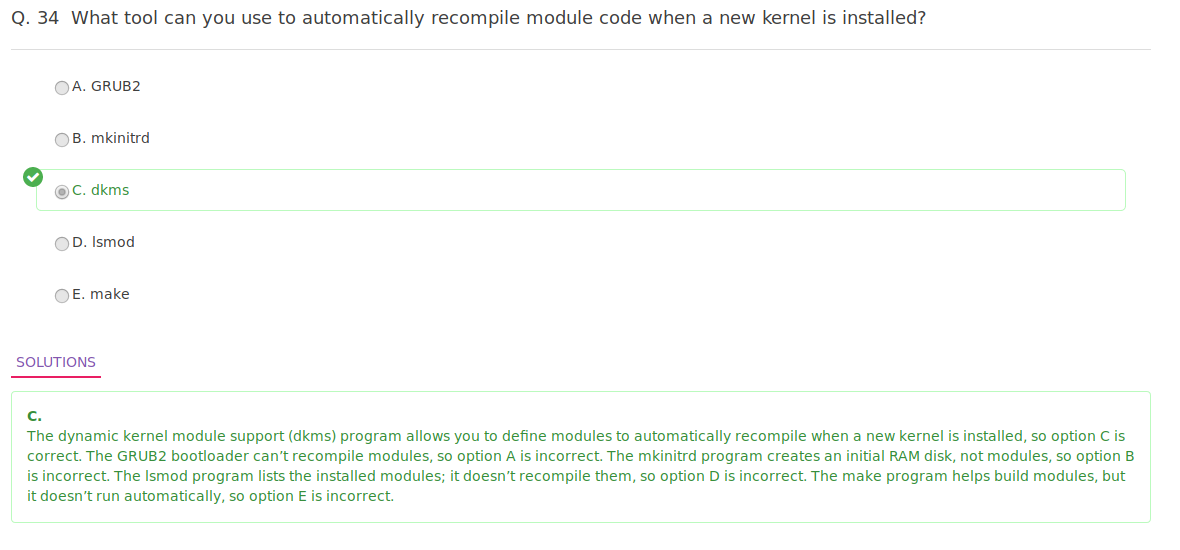 Q. 34  What tool can you use to automatically recompile module code when a new kernel is installed?
A. GRUB2
B. mkinitrd
C. dkms
D. lsmod
E. make
SOLUTIONS
C.
The dynamic kernel module support (dkms) program allows you to define modules to automatically recompile when a new kernel is installed, so option C is
correct. The GRUB2 bootloader can’t recompile modules, so option A is incorrect. The mkinitrd program creates an initial RAM disk, not modules, so option B
is incorrect. The lsmod program lists the installed modules; it doesn’t recompile them, so option D is incorrect. The make program helps build modules, but
it doesn’t run automatically, so option E is incorrect.